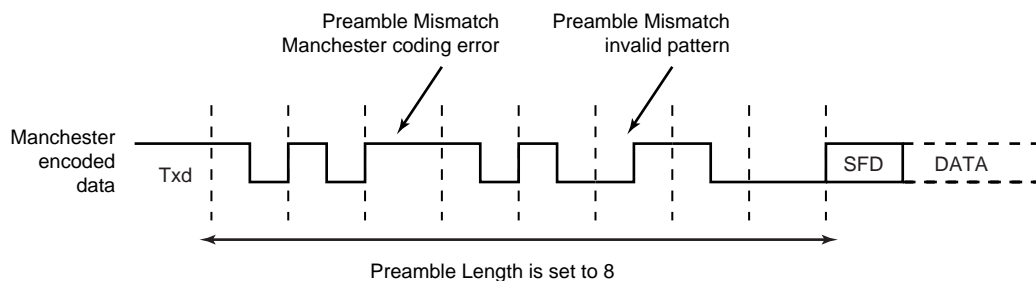 Preamble Mismatch
Manchester coding error
Preamble Mismatch
invalid pattern
Manchester
encoded
data
Txd
SFD
DATA
Preamble Length is set to 8